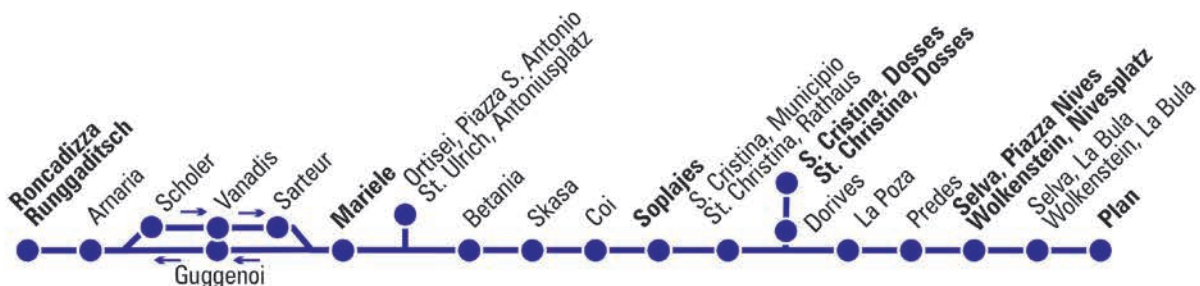 Roncadizza
Runggaditsch
Arnaria
Scholer
Vanadis
Sarteur
Guggenoi
Mariele
Ortisei, Piazza S. Antonio
St. Ulrich, Antoniusplatz
Betania
Skasa
Coi
Soplajes
S. Cristina, Municipio
St. Christina, Rathaus
S. Cristina, Dosses
St. Christina, Dosses
Dorives
La Poza
Predes
Selva, Piazza Nives
Wolkenstein, Nivesplatz
Selva, La Bula
Wolkenstein, La Bula
Plan